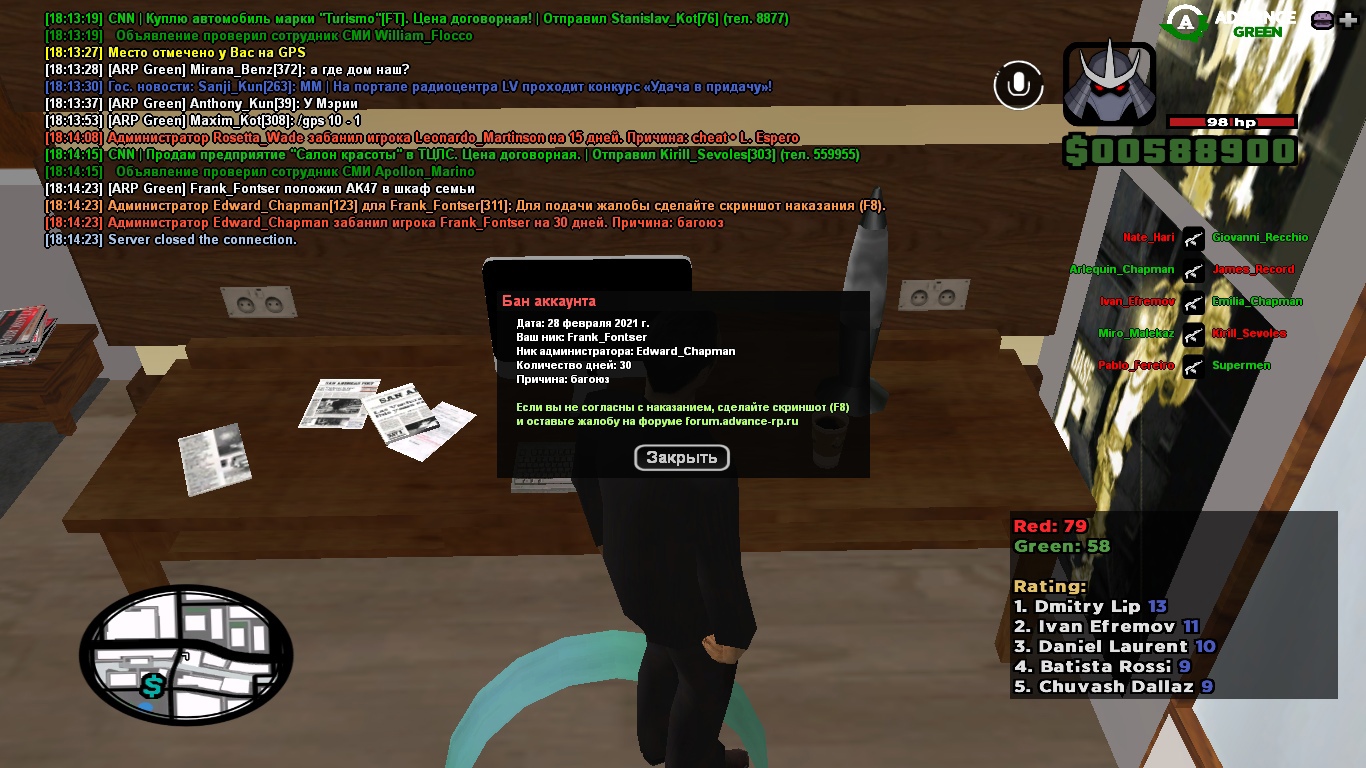 [18:13:19] CNN | Куплю автомобиль марки "Turismo"[FT]. Цена договорная! | Отправил Stanislav_Kot[76] (тел. 8877)
[18:13:19] Объявление проверил сотрудник СМИ William_Flocco
[18:13:27] Место отмечено у Вас на GPS
[18:13:28] [ARP Green] Mirana_Benz[372]: а где дом наш?
[18:13:30] Гос. новости: Sanji_Kun[263]: MM | На портале радиоцентра LV проходит конкурс «Удача в придачу»!
[18:13:37] [ARP Green] Anthony_Kun[39]: У Мэрии
[18:13:53] [ARP Green] Maxim_Kot[308]: /gps 10 - 1
[18:14:08] Администратор Rosetta_Wade забанил игрока Leonardo_Martinson на 15 дней. Причина: cheat • L. Espero
[18:14:15] CNN | Продам предприятие "Салон красоты" в ТЦЛС. Цена договорная. | Отправил Kirill_Sevoles[303] (тел. 559955)
[18:14:15] Объявление проверил сотрудник СМИ Apollon_Marino
[18:14:23] [ARP Green] Frank_Fontser положил AK47 в шкаф семьи
[18:14:23] Администратор Edward_Chapman[123] для Frank_Fontser[311]: Для подачи жалобы сделайте скриншот наказания (F8).
[18:14:23] Администратор Edward_Chapman забанил игрока Frank_Fontser на 30 дней. Причина: багоюз
[18:14:23] Server closed the connection.
ADVANCE
GREEN
98 hp
$00588900
Nate_Hari Giovanni_Recchio
Arlequin_Chapman James_Record
Ivan_Efremov Emilia_Chapman
Miro_Malekaz Kirill_Sevoles
Pablo_Fereiro Supermen
Бан аккаунта
Дата: 28 февраля 2021 г.
Ваш ник: Frank_Fontser
Ник администратора: Edward_Chapman
Количество дней: 30
Причина: багоюз
Если вы не согласны с наказанием, сделайте скриншот (F8)
и оставьте жалобу на форуме forum.advance-rp.ru
Закрыть
Red: 79
Green: 58
Rating:
1. Dmitry Lip 13
2. Ivan Efremov 11
3. Daniel Laurent 10
4. Batista Rossi 9
5. Chuvash Dallaz 9